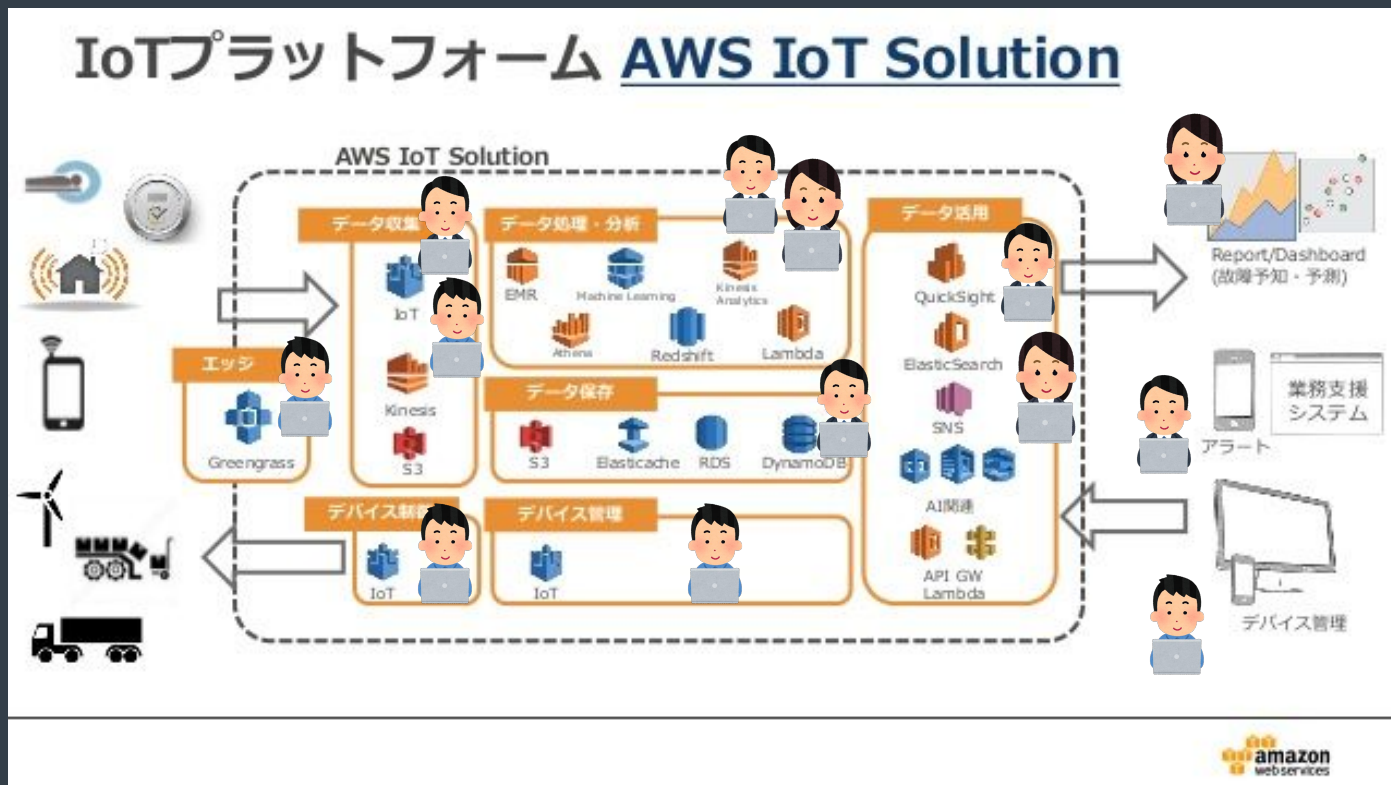 IoTプラットフォーム AWS IoT Solution
AWS IoT Solution
データ収集
IoT
Kinesis
S3
データ処理・分析
EMR
Machine Learning
Kinesis
Analytics
Athena
Redshift
Lambda
データ活用
QuickSight
ElasticSearch
SNS
AI関連
API GW
Lambda
エッジ
Greengrass
データ保存
S3
Elasticache
RDS
DynamoDB
デバイス制
IoT
デバイス管理
IoT
Report/Dashboard
(故障予知・予測)
アラート
業務支援
システム
デバイス管理
amazon
webservices